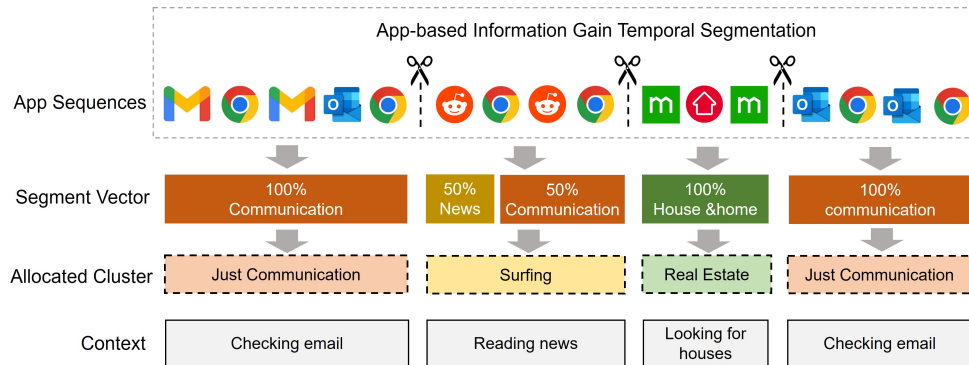 App-based Information Gain Temporal Segmentation
App Sequences
Segment Vector
100%
Communication
50%
News
50%
Communication
100%
House &home
100%
communication
Allocated Cluster
Just Communication
Surfing
Real Estate
Just Communication
Context
Checking email
Reading news
Looking for
houses
Checking email